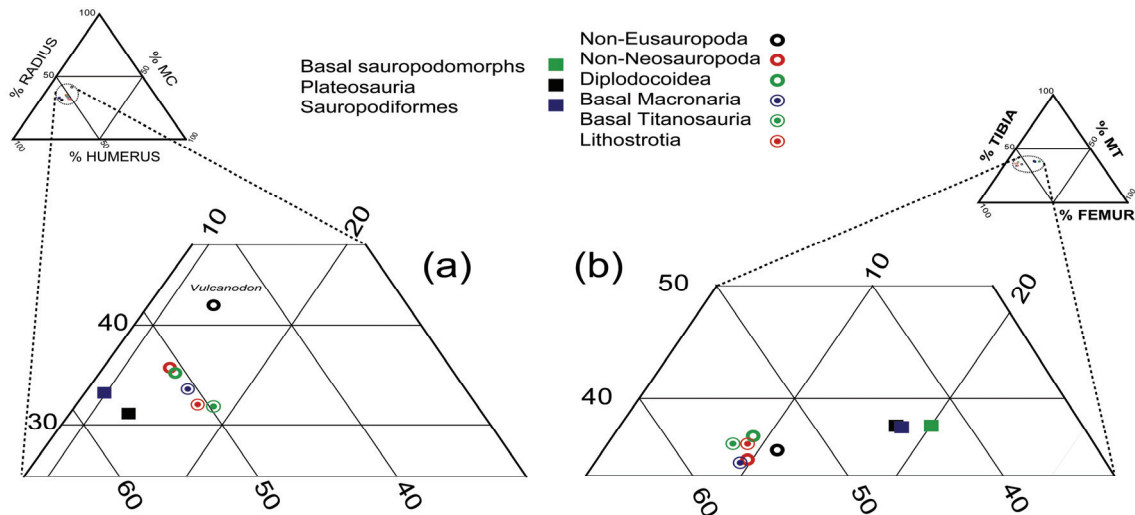 100
% RADIUS
% MC
50
50
100
50
100
% HUMERUS
Basal sauropodomorphs
Plateosauria
Sauropodiformes
Non-Eusauropoda
Non-Neosauropoda
Diplodocoidea
Basal Macronaria
Basal Titanosauria
Lithostrotia
100
% TIBIA
% MT
50
50
100
100
% FEMUR
10
20
(a)
Vulcanodon
40
30
60
50
40
(b)
50
10
20
40
60
50
40